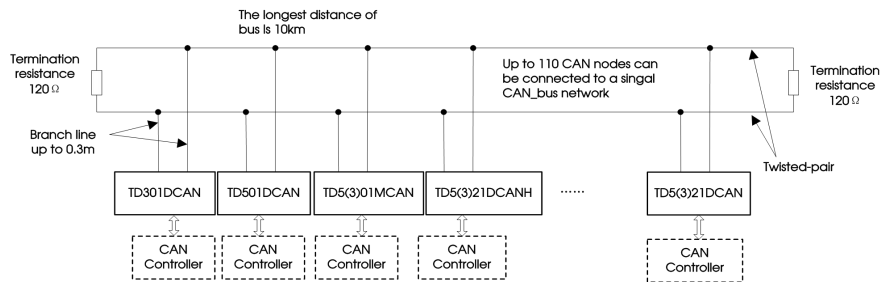 The longest distance of
bus is 10km
Termination
resistance
120Ω
Up to 110 CAN nodes can
be connected to a singal
CAN_bus network
Termination
resistance
120Ω
Branch line
up to 0.3m
Twisted-pair
TD301DCAN
TD501DCAN
TD5(3)01MCAN
TD5(3)21DCANH
······
TD5(3)21DCAN
CAN
Controller
CAN
Controller
CAN
Controller
CAN
Controller
CAN
Controller